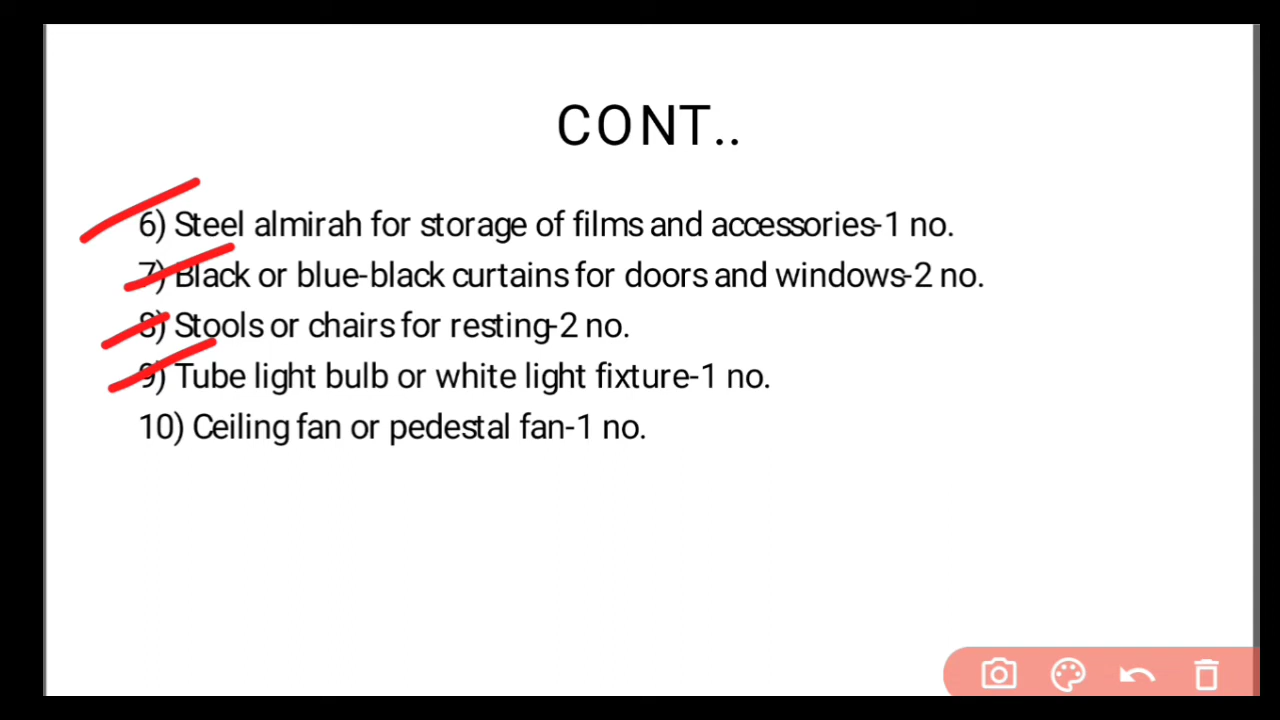 CONT..
6) Steel almirah for storage of films and accessories-1 no.
7) Black or blue-black curtains for doors and windows-2 no.
8) Stools or chairs for resting-2 no.
9) Tube light bulb or white light fixture-1 no.
10) Ceiling fan or pedestal fan-1 no.